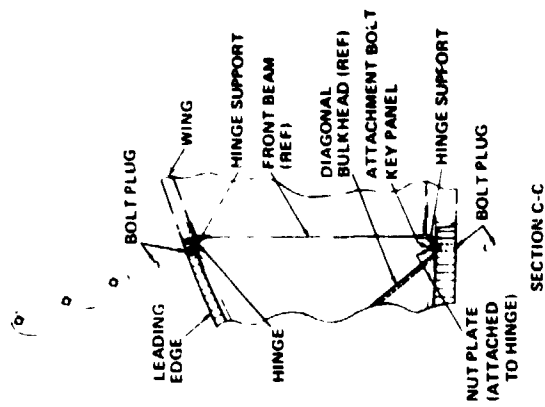 BOLT PLUG
WING
HINGE SUPPORT
FRONT BEAM
(REF)
DIAGONAL
BULKHEAD (REF)
ATTACHMENT BOLT
KEY PANEL
HINGE SUPPORT
BOLT PLUG
LEADING
EDGE
HINGE
NUT PLATE
(ATTACHED
TO HINGE)
SECTION C-C